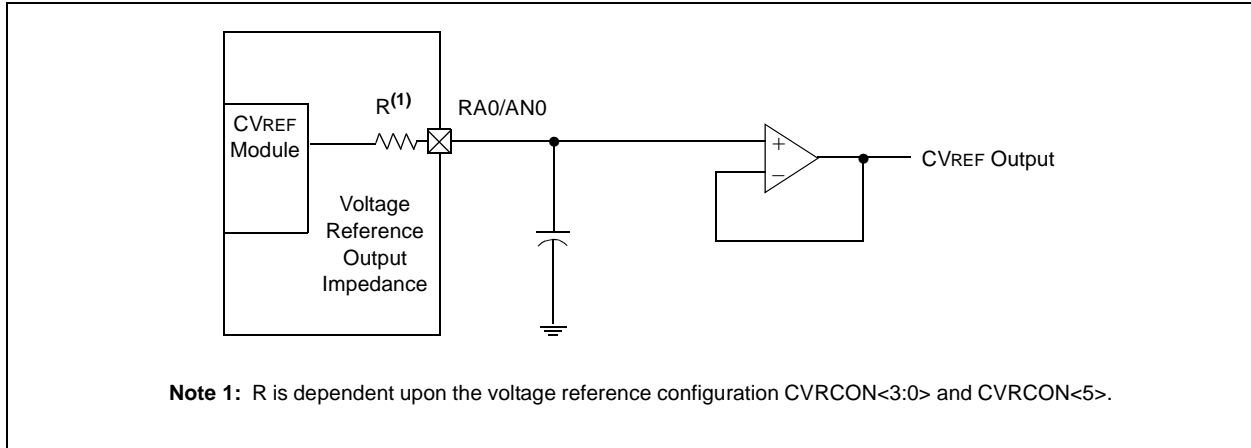 R(1)
RA0/AN0
CVREF
Module
+
–
CVREF Output
Voltage
Reference
Output
Impedance
Note 1: R is dependent upon the voltage reference configuration CVRCON<3:0> and CVRCON<5>.